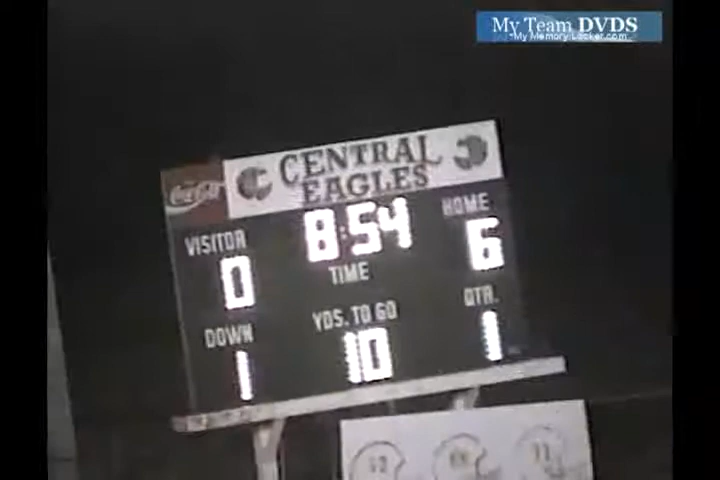 My Team DVDS
My Memory Locker.com
CENTRAL
EAGLES
Coca-Cola
8:54
VISITOR
HOME
0
TIME
6
DOWN
YDS. TO GO
QTR.
1
10
1